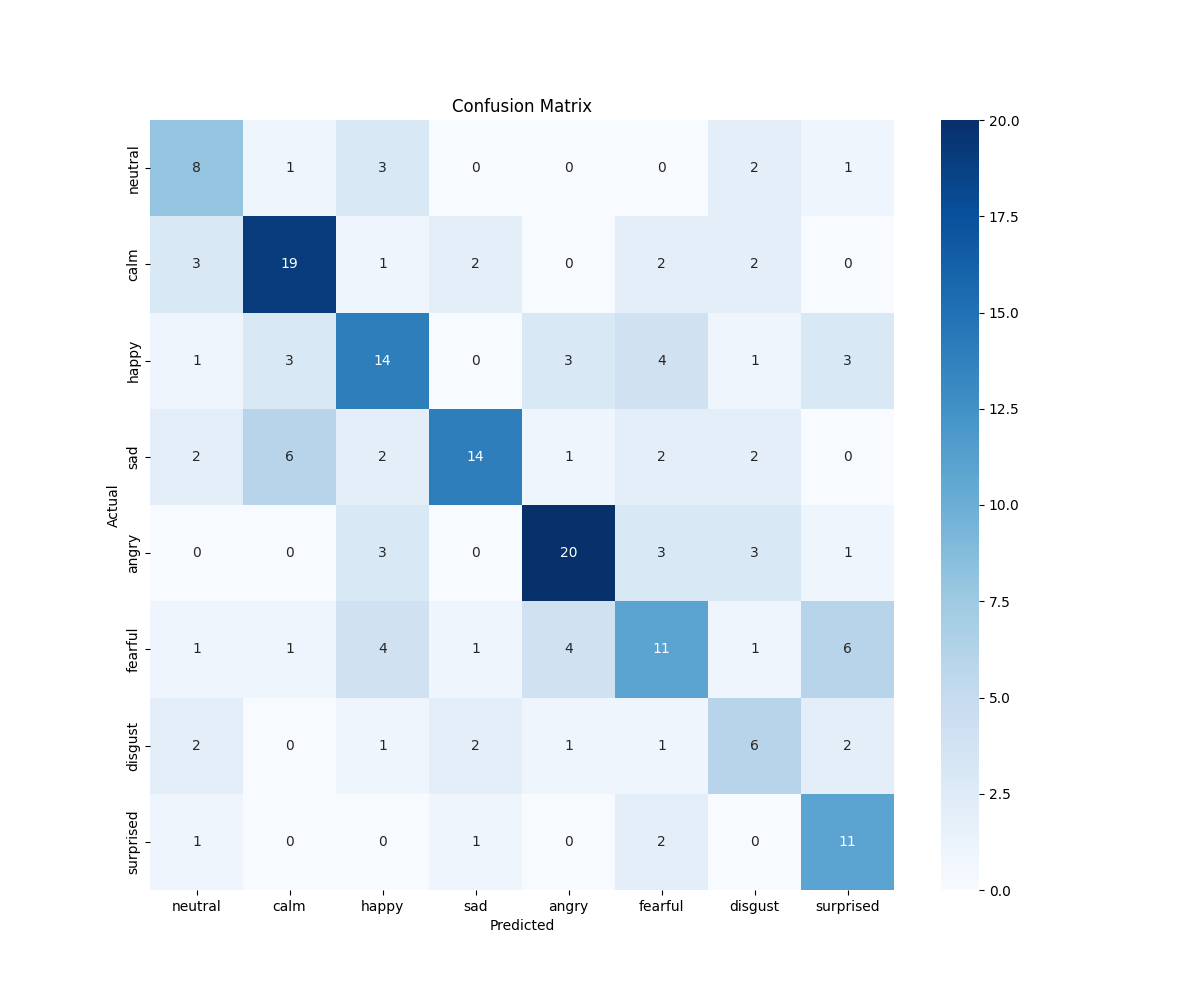 Confusion Matrix
neutral 8 1 3 0 0 0 2 1
calm 3 19 1 2 0 2 2 0
happy 1 3 14 0 3 4 1 3
sad 2 6 2 14 1 2 2 0
angry 0 0 3 0 20 3 3 1
fearful 1 1 4 1 4 11 1 6
disgust 2 0 1 2 1 1 6 2
surprised 1 0 0 1 0 2 0 11
Actual
neutral calm happy sad angry fearful disgust surprised
Predicted
20.0
17.5
15.0
12.5
10.0
7.5
5.0
2.5
0.0